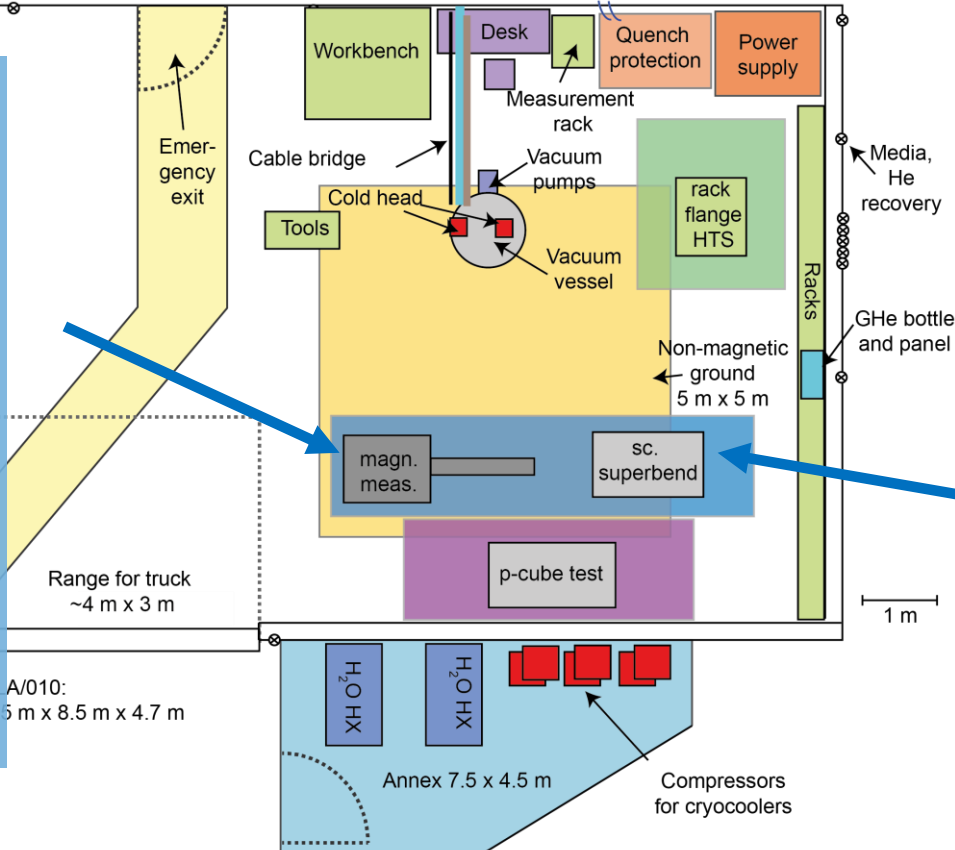 Workbench
Desk
Quench
protection
Power
supply
Measurement
rack
Emer-
gency
exit
Cable bridge
Vacuum
pumps
Media,
He
recovery
Cold head
rack
flange
HTS
Tools
Vacuum
vessel
Racks
GHe bottle
and panel
Non-magnetic
ground
5 m x 5 m
magn.
meas.
sc.
superbend
p-cube test
Range for truck
~4 m x 3 m
1 m
H₂O HX
H₂O HX
A/010:
5 m x 8.5 m x 4.7 m
Annex 7.5 x 4.5 m
Compressors
for cryocoolers